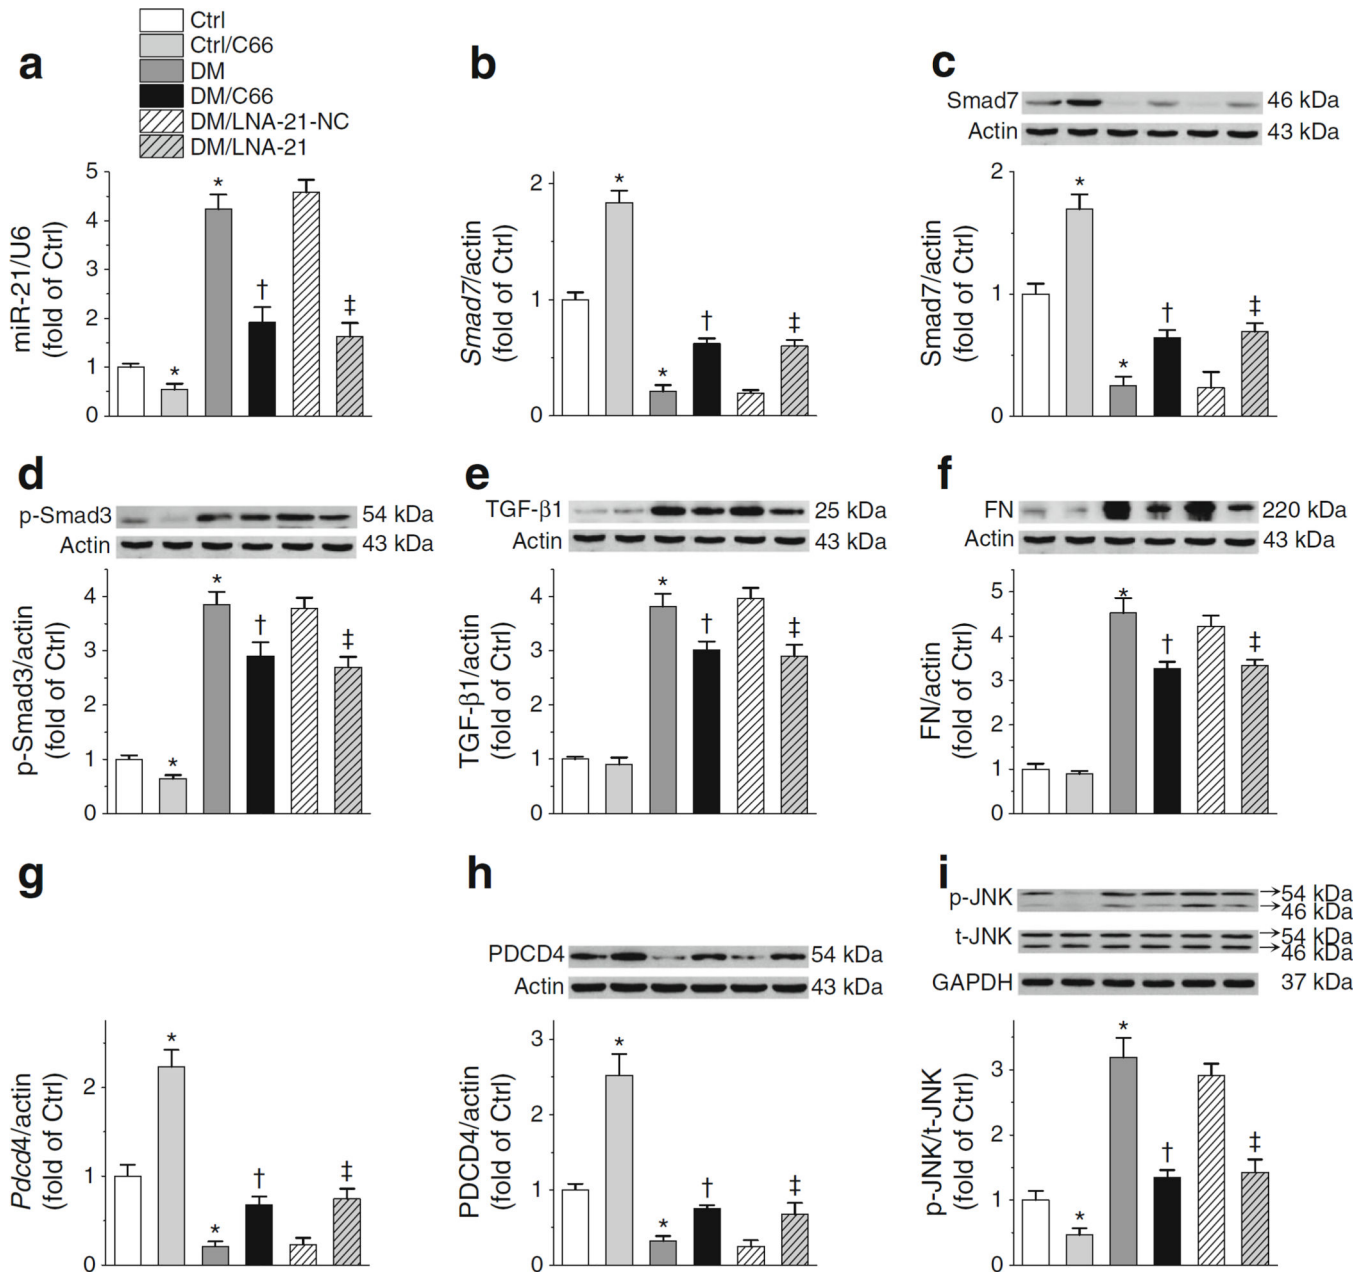 Ctrl
Ctrl/C66
DM
DM/C66
DM/LNA-21-NC
DM/LNA-21
a
miR-21/U6
(fold of Ctrl)
5
4
3
2
1
0
*
*
†
‡
b
Smad7/actin
(fold of Ctrl)
2
1
0
*
*
†
‡
c
Smad7
46 kDa
Actin
43 kDa
Smad7/actin
(fold of Ctrl)
2
1
0
*
*
†
‡
d
p-Smad3
54 kDa
Actin
43 kDa
p-Smad3/actin
(fold of Ctrl)
4
3
2
1
0
*
*
†
‡
e
TGF-β1
25 kDa
Actin
43 kDa
TGF-β1/actin
(fold of Ctrl)
4
3
2
1
0
*
†
‡
f
FN
220 kDa
Actin
43 kDa
FN/actin
(fold of Ctrl)
5
4
3
2
1
0
*
†
‡
g
Pdcd4/actin
(fold of Ctrl)
2
1
0
*
*
†
‡
h
PDCD4
54 kDa
Actin
43 kDa
PDCD4/actin
(fold of Ctrl)
3
2
1
0
*
*
†
‡
i
p-JNK
→54 kDa
→46 kDa
t-JNK
→54 kDa
→46 kDa
GAPDH
37 kDa
p-JNK/t-JNK
(fold of Ctrl)
3
2
1
0
*
*
†
‡